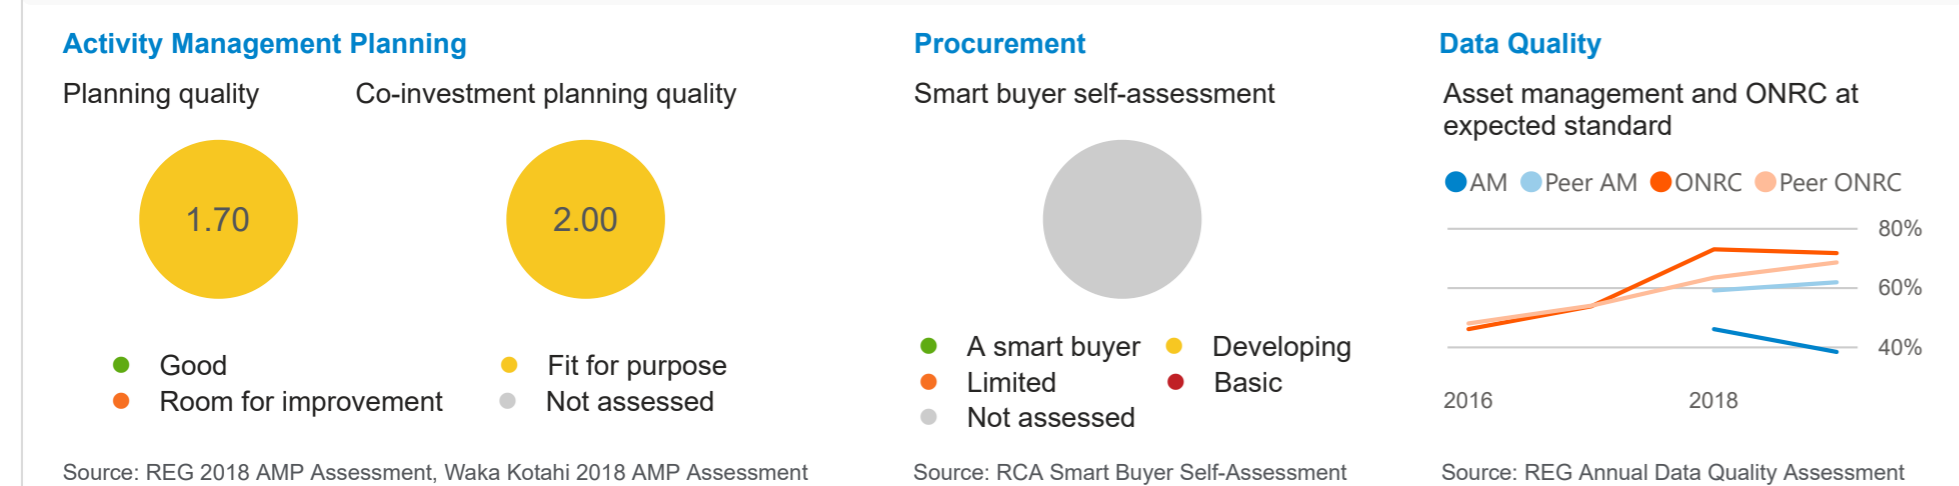 Activity Management Planning
Planning quality
Co-investment planning quality
1.70
2.00
Good
Fit for purpose
Room for improvement
Not assessed
Source: REG 2018 AMP Assessment, Waka Kotahi 2018 AMP Assessment
Procurement
Smart buyer self-assessment
A smart buyer
Developing
Limited
Basic
Not assessed
Source: RCA Smart Buyer Self-Assessment
Data Quality
Asset management and ONRC at
expected standard
AM Peer AM ONRC Peer ONRC
80%
60%
40%
2016
2018
Source: REG Annual Data Quality Assessment